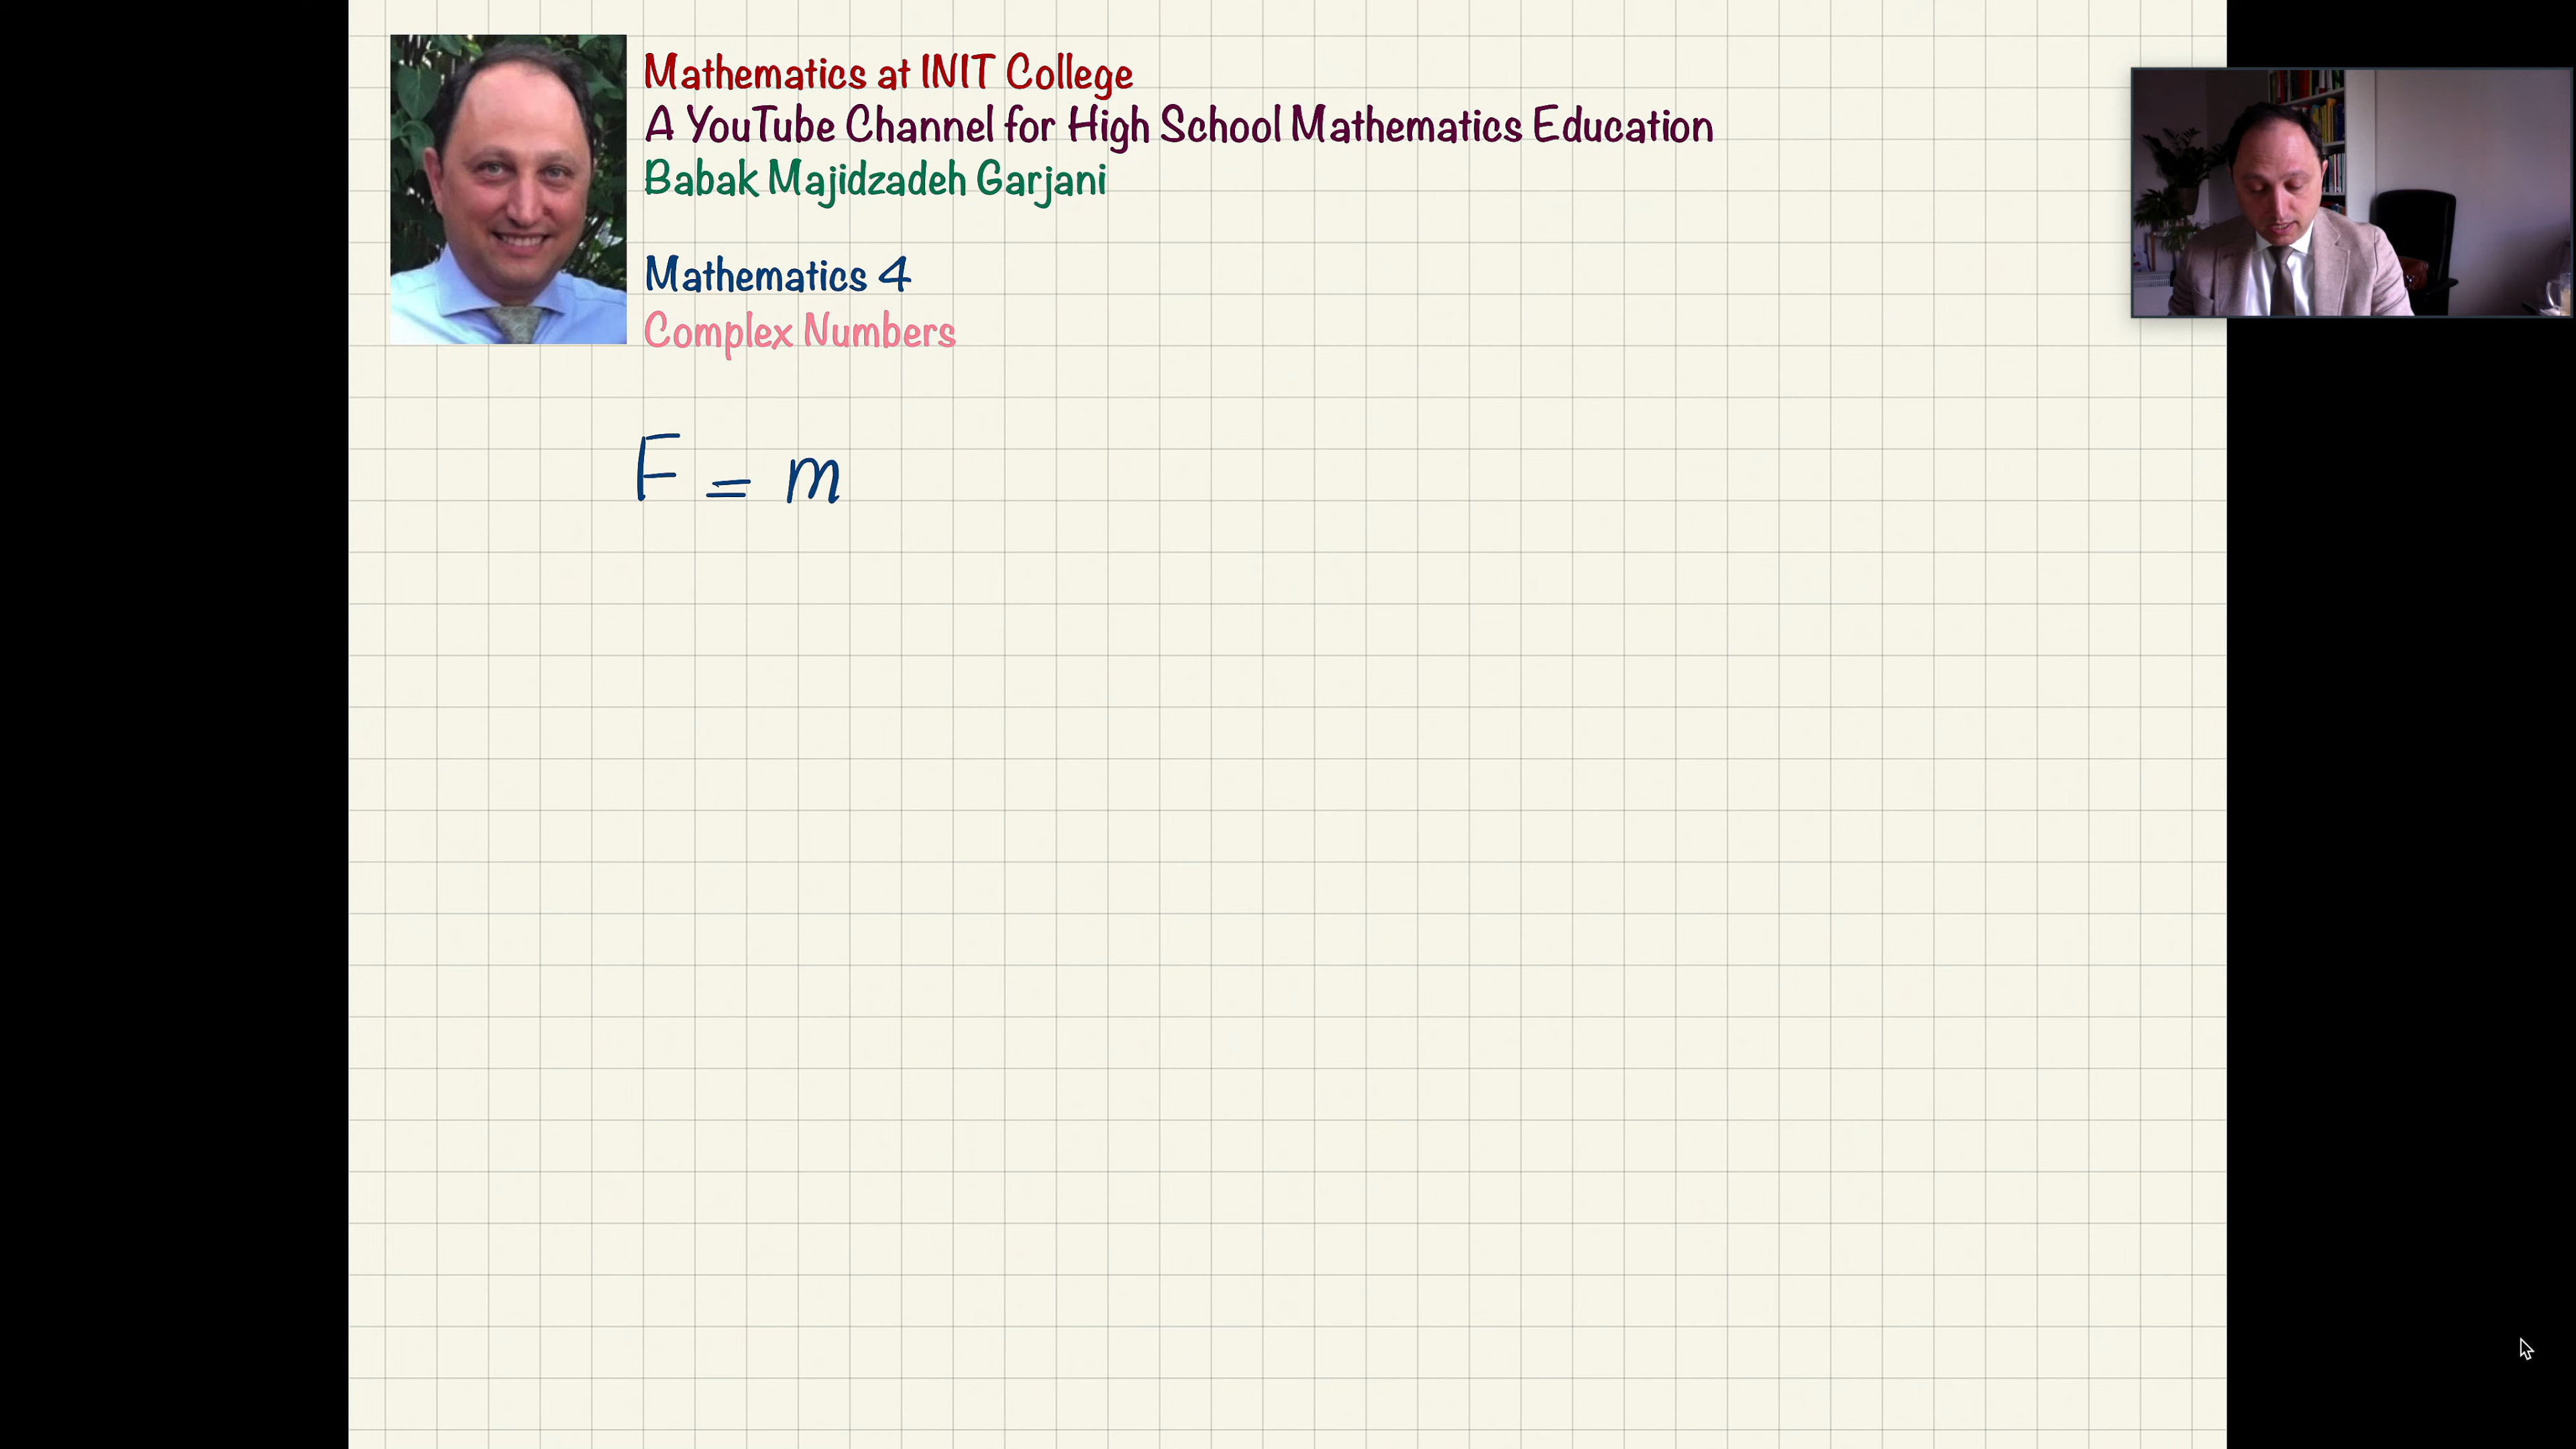 Mathematics at INIT College
A YouTube Channel for High School Mathematics Education
Babak Majidzadeh Garjani
Mathematics 4
Complex Numbers
F = m